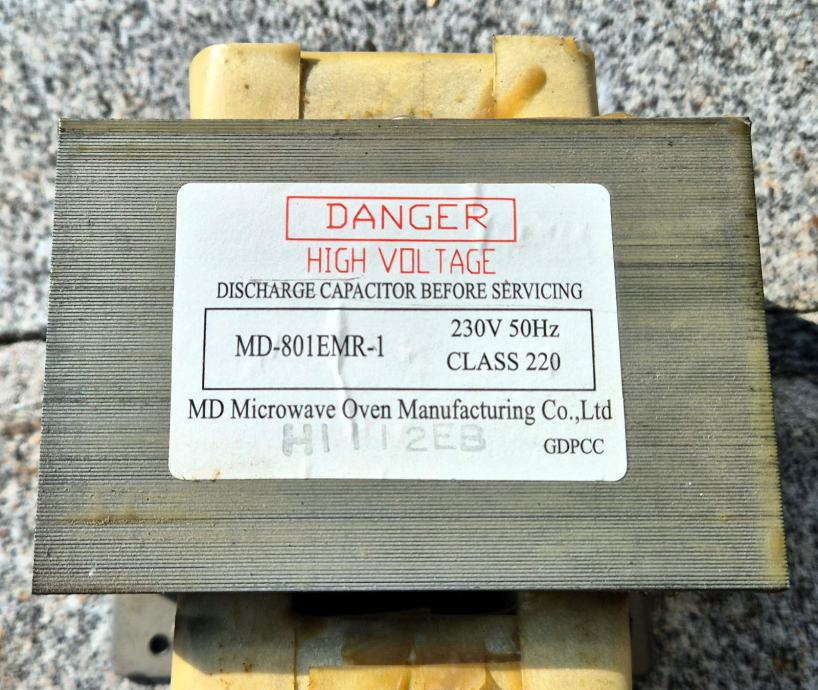 DANGER
HIGH VOLTAGE
DISCHARGE CAPACITOR BEFORE SERVICING
MD-801EMR-1
230V 50Hz
CLASS 220
MD Microwave Oven Manufacturing Co.,Ltd
H1112EB
GDPCC